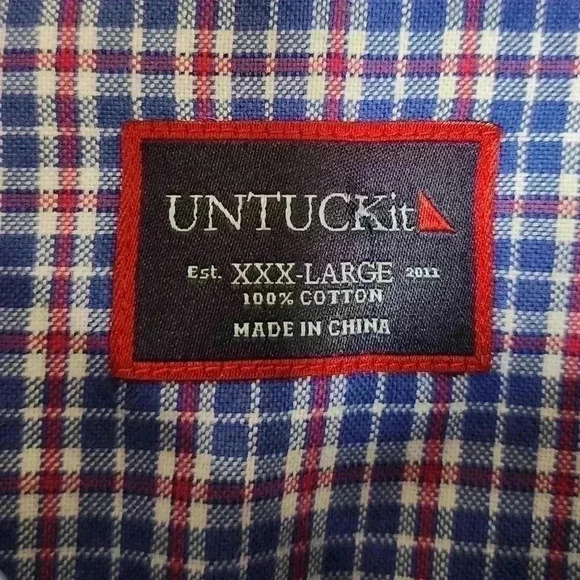 UNTUCKit
Est. XXX-LARGE 2011
100% COTTON
MADE IN CHINA